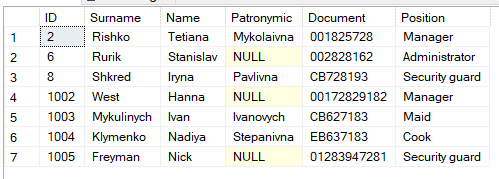 ID Surname Name Patronymic Document Position
1 2 Rishko Tetiana Mykolaivna 001825728 Manager
2 6 Rurik Stanislav NULL 002828162 Administrator
3 8 Shkred Iryna Pavlivna CB728193 Security guard
4 1002 West Hanna NULL 00172829182 Manager
5 1003 Mykulinych Ivan Ivanovych CB627183 Maid
6 1004 Klymenko Nadiya Stepanivna EB637183 Cook
7 1005 Freyman Nick NULL 01283947281 Security guard